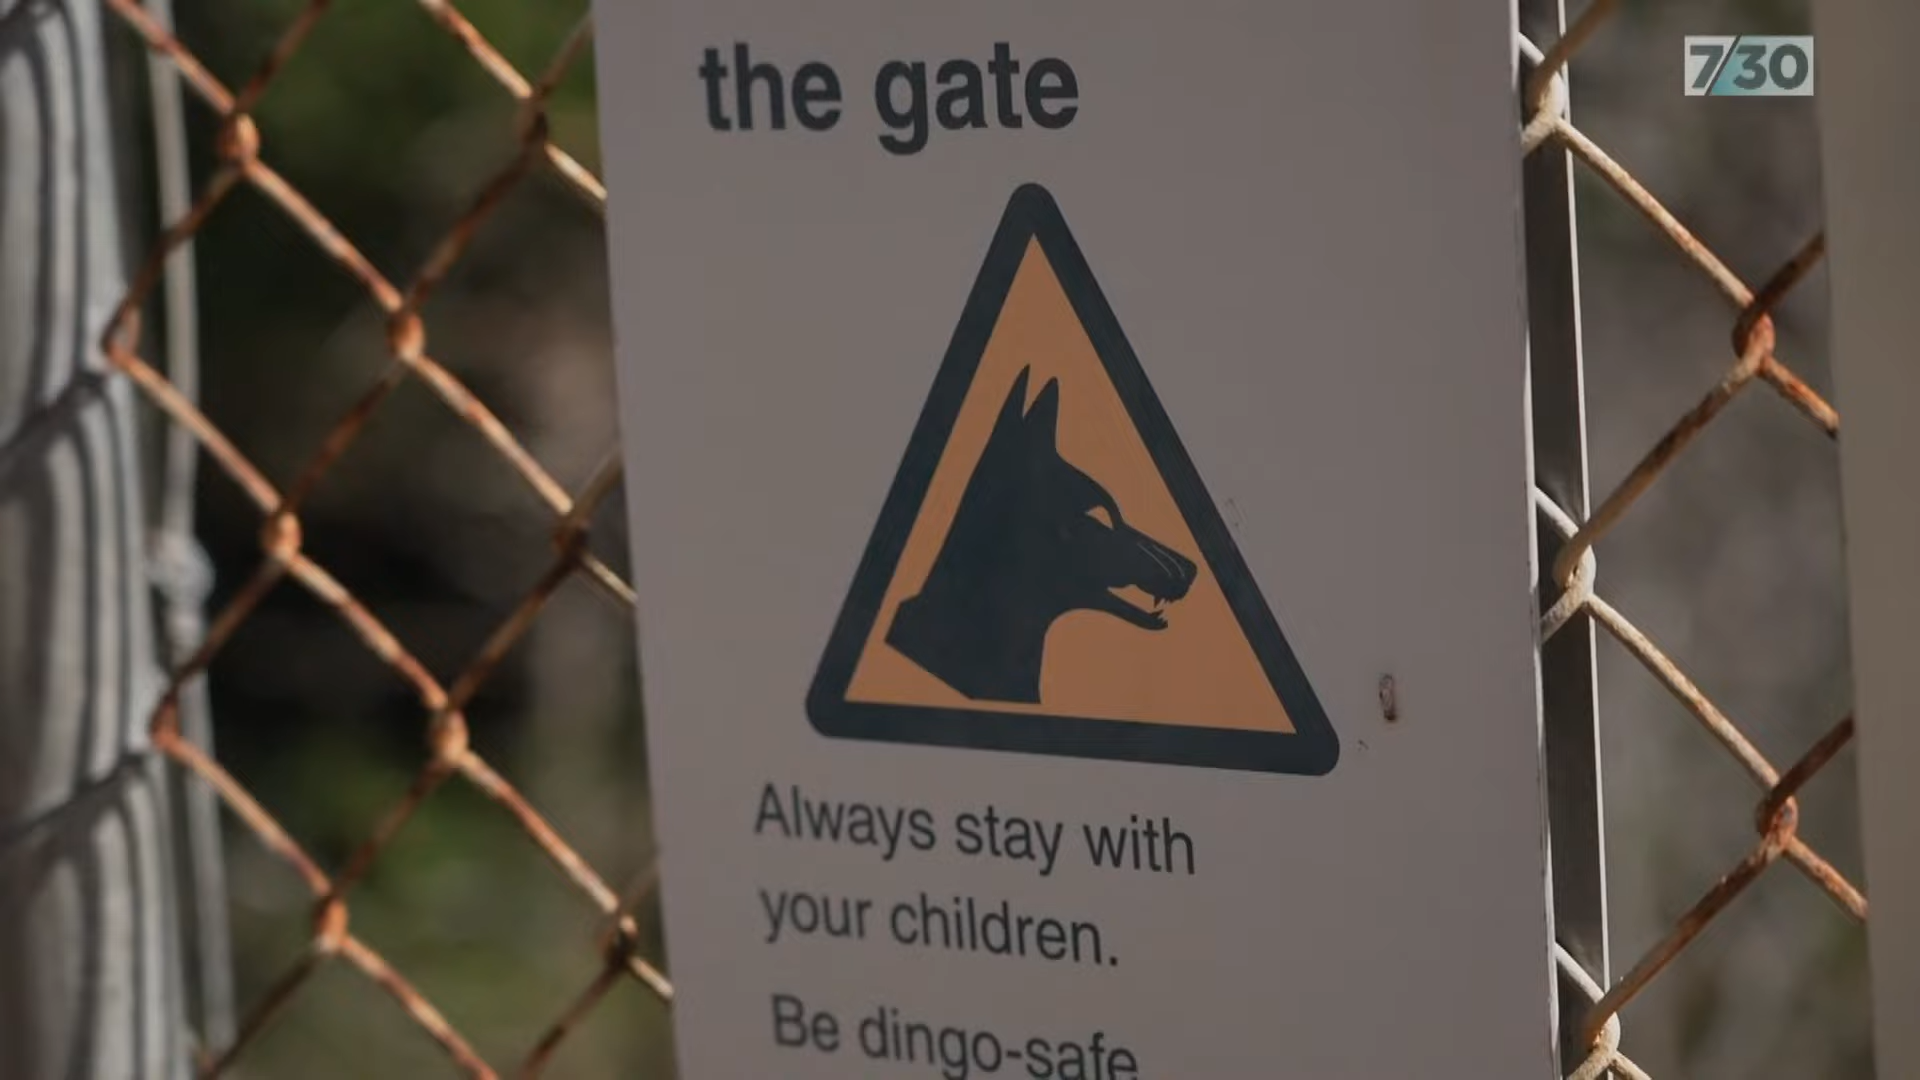 7/30
the gate
Always stay with
your children.
Be dingo-safe